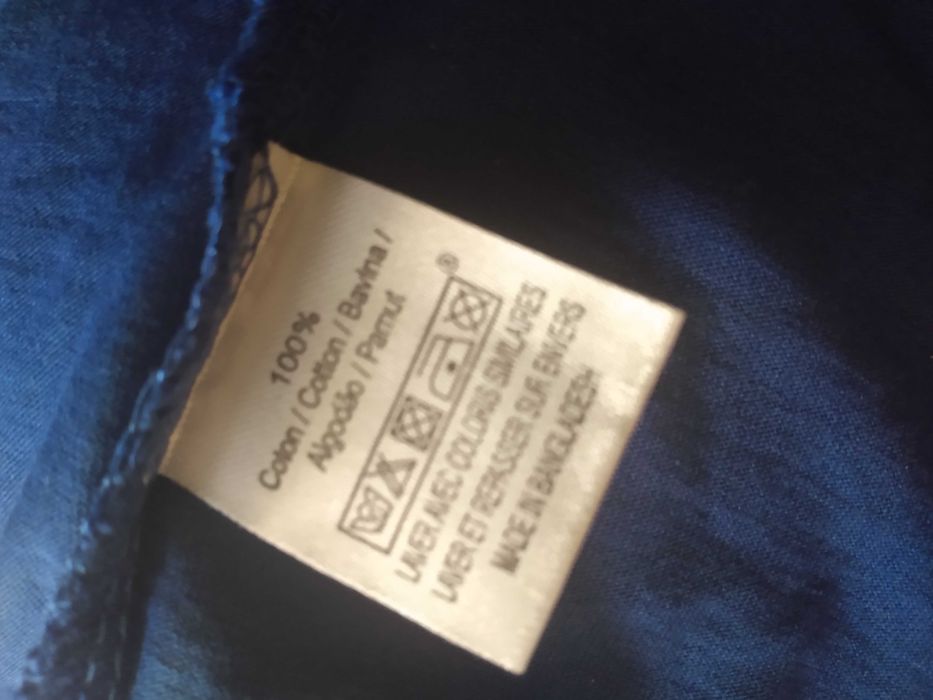 100%
Coton / Cotton / Bavlna /
Algodão / Pamut
®
LAVER AVEC COLORIS SIMILAIRES
LAVER ET REPASSER SUR ENVERS
MADE IN BANGLADESH